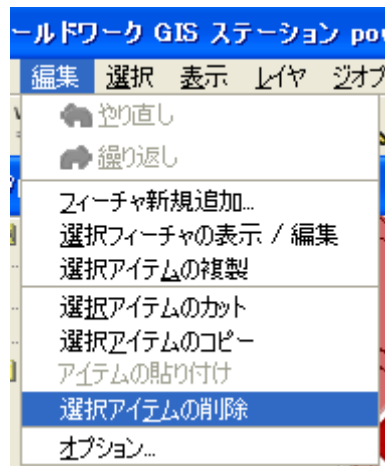 ールドワーク GIS ステーション po
編集 選択 表示 レイヤ ジオプ
やり直し
繰り返し
フィーチャ新規追加...
選択フィーチャの表示 / 編集
選択アイテムの複製
選択アイテムのカット
選択アイテムのコピー
アイテムの貼り付け
選択アイテムの削除
オプション...